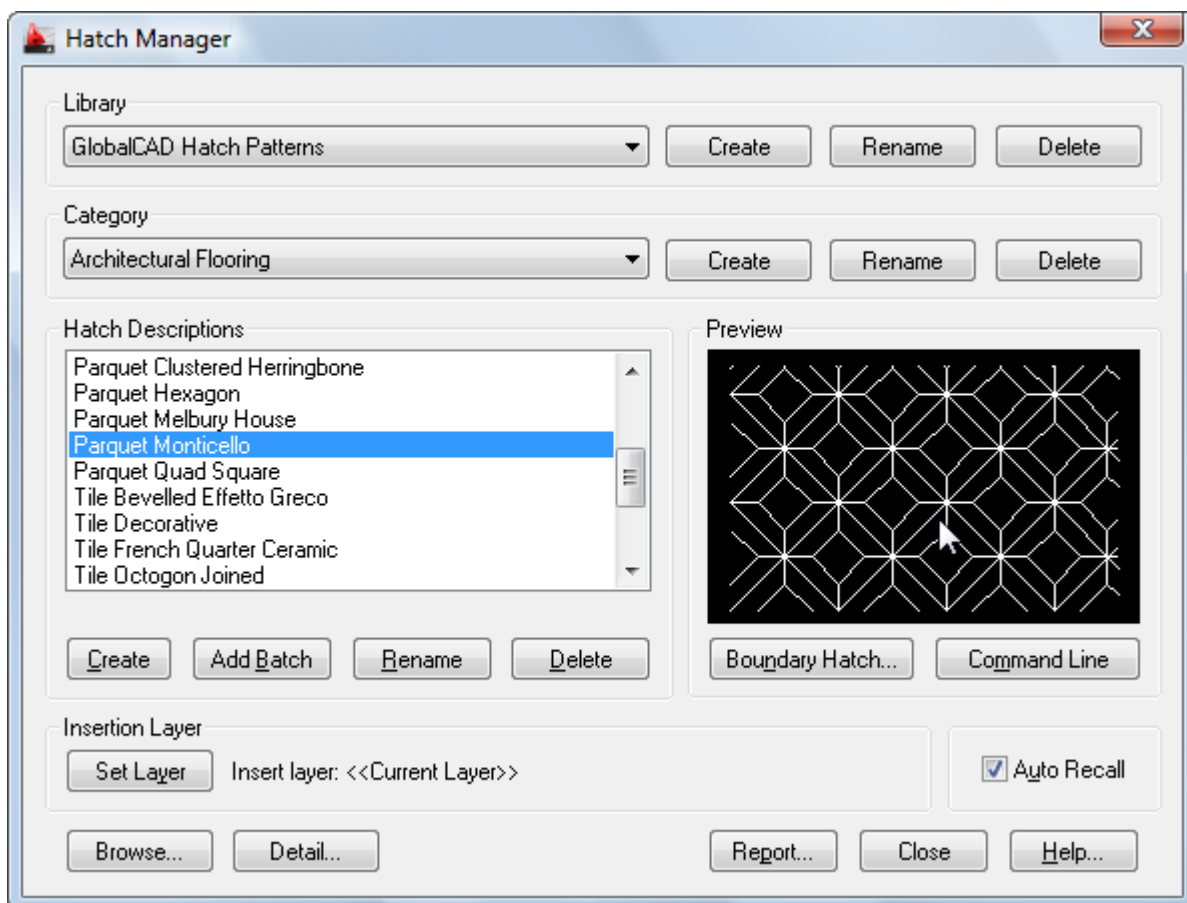 Hatch Manager
Library
GlobalCAD Hatch Patterns Create Rename Delete
Category
Architectural Flooring Create Rename Delete
Hatch Descriptions
Parquet Clustered Herringbone
Parquet Hexagon
Parquet Melbury House
Parquet Monticello
Parquet Quad Square
Tile Bevelled Effetto Greco
Tile Decorative
Tile French Quarter Ceramic
Tile Octogon Joined
Create Add Batch Rename Delete
Preview
Boundary Hatch... Command Line
Insertion Layer
Set Layer Insert layer: <<Current Layer>>
Auto Recall
Browse... Detail... Report... Close Help...